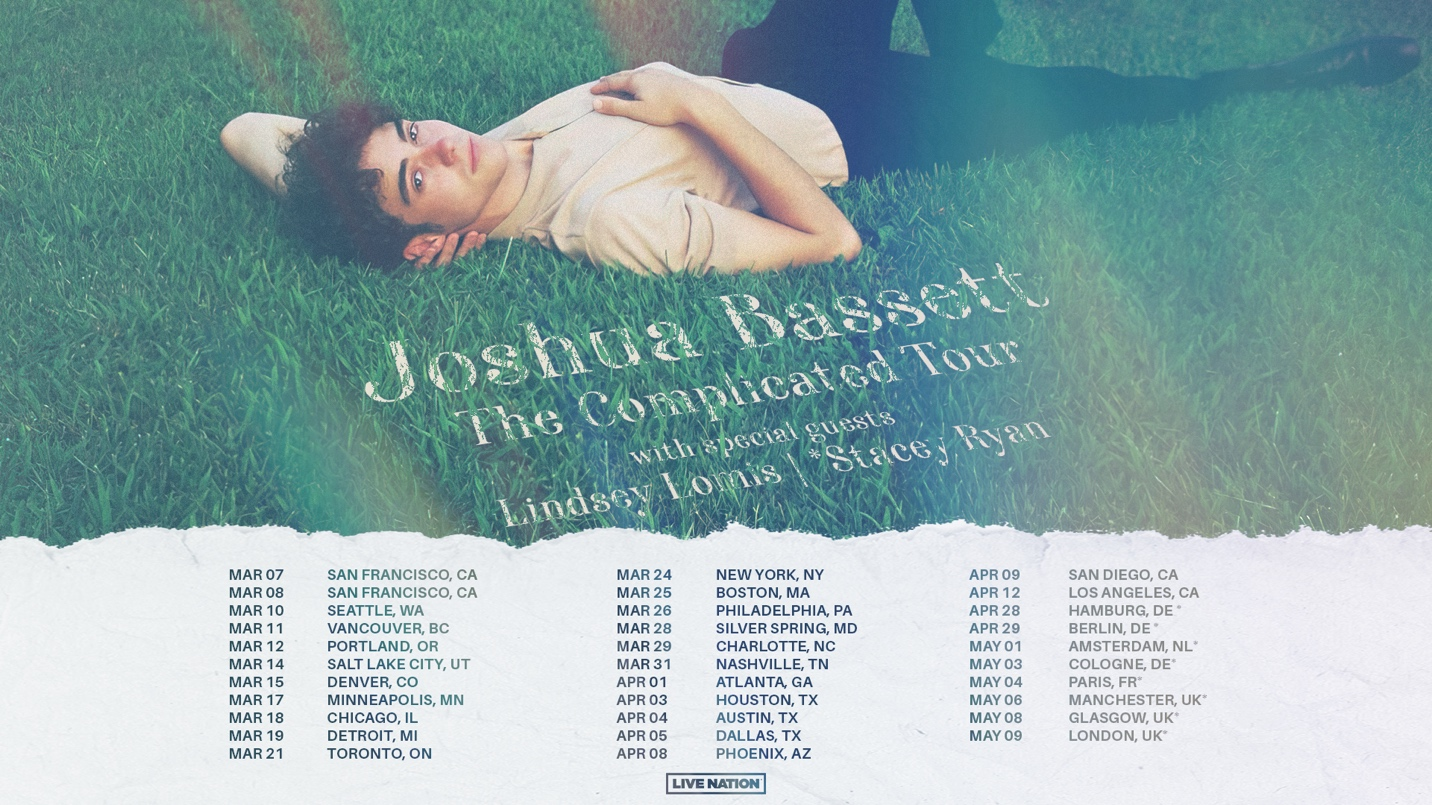 Joshua Bassett
The Complicated Tour
with special guests
Lindsey Lomis | *Stacey Ryan
MAR 07 SAN FRANCISCO, CA
MAR 08 SAN FRANCISCO, CA
MAR 10 SEATTLE, WA
MAR 11 VANCOUVER, BC
MAR 12 PORTLAND, OR
MAR 14 SALT LAKE CITY, UT
MAR 15 DENVER, CO
MAR 17 MINNEAPOLIS, MN
MAR 18 CHICAGO, IL
MAR 19 DETROIT, MI
MAR 21 TORONTO, ON
MAR 24 NEW YORK, NY
MAR 25 BOSTON, MA
MAR 26 PHILADELPHIA, PA
MAR 28 SILVER SPRING, MD
MAR 29 CHARLOTTE, NC
MAR 31 NASHVILLE, TN
APR 01 ATLANTA, GA
APR 03 HOUSTON, TX
APR 04 AUSTIN, TX
APR 05 DALLAS, TX
APR 08 PHOENIX, AZ
APR 09 SAN DIEGO, CA
APR 12 LOS ANGELES, CA
APR 28 HAMBURG, DE *
APR 29 BERLIN, DE *
MAY 01 AMSTERDAM, NL*
MAY 03 COLOGNE, DE*
MAY 04 PARIS, FR*
MAY 06 MANCHESTER, UK*
MAY 08 GLASGOW, UK*
MAY 09 LONDON, UK*
LIVE NATION